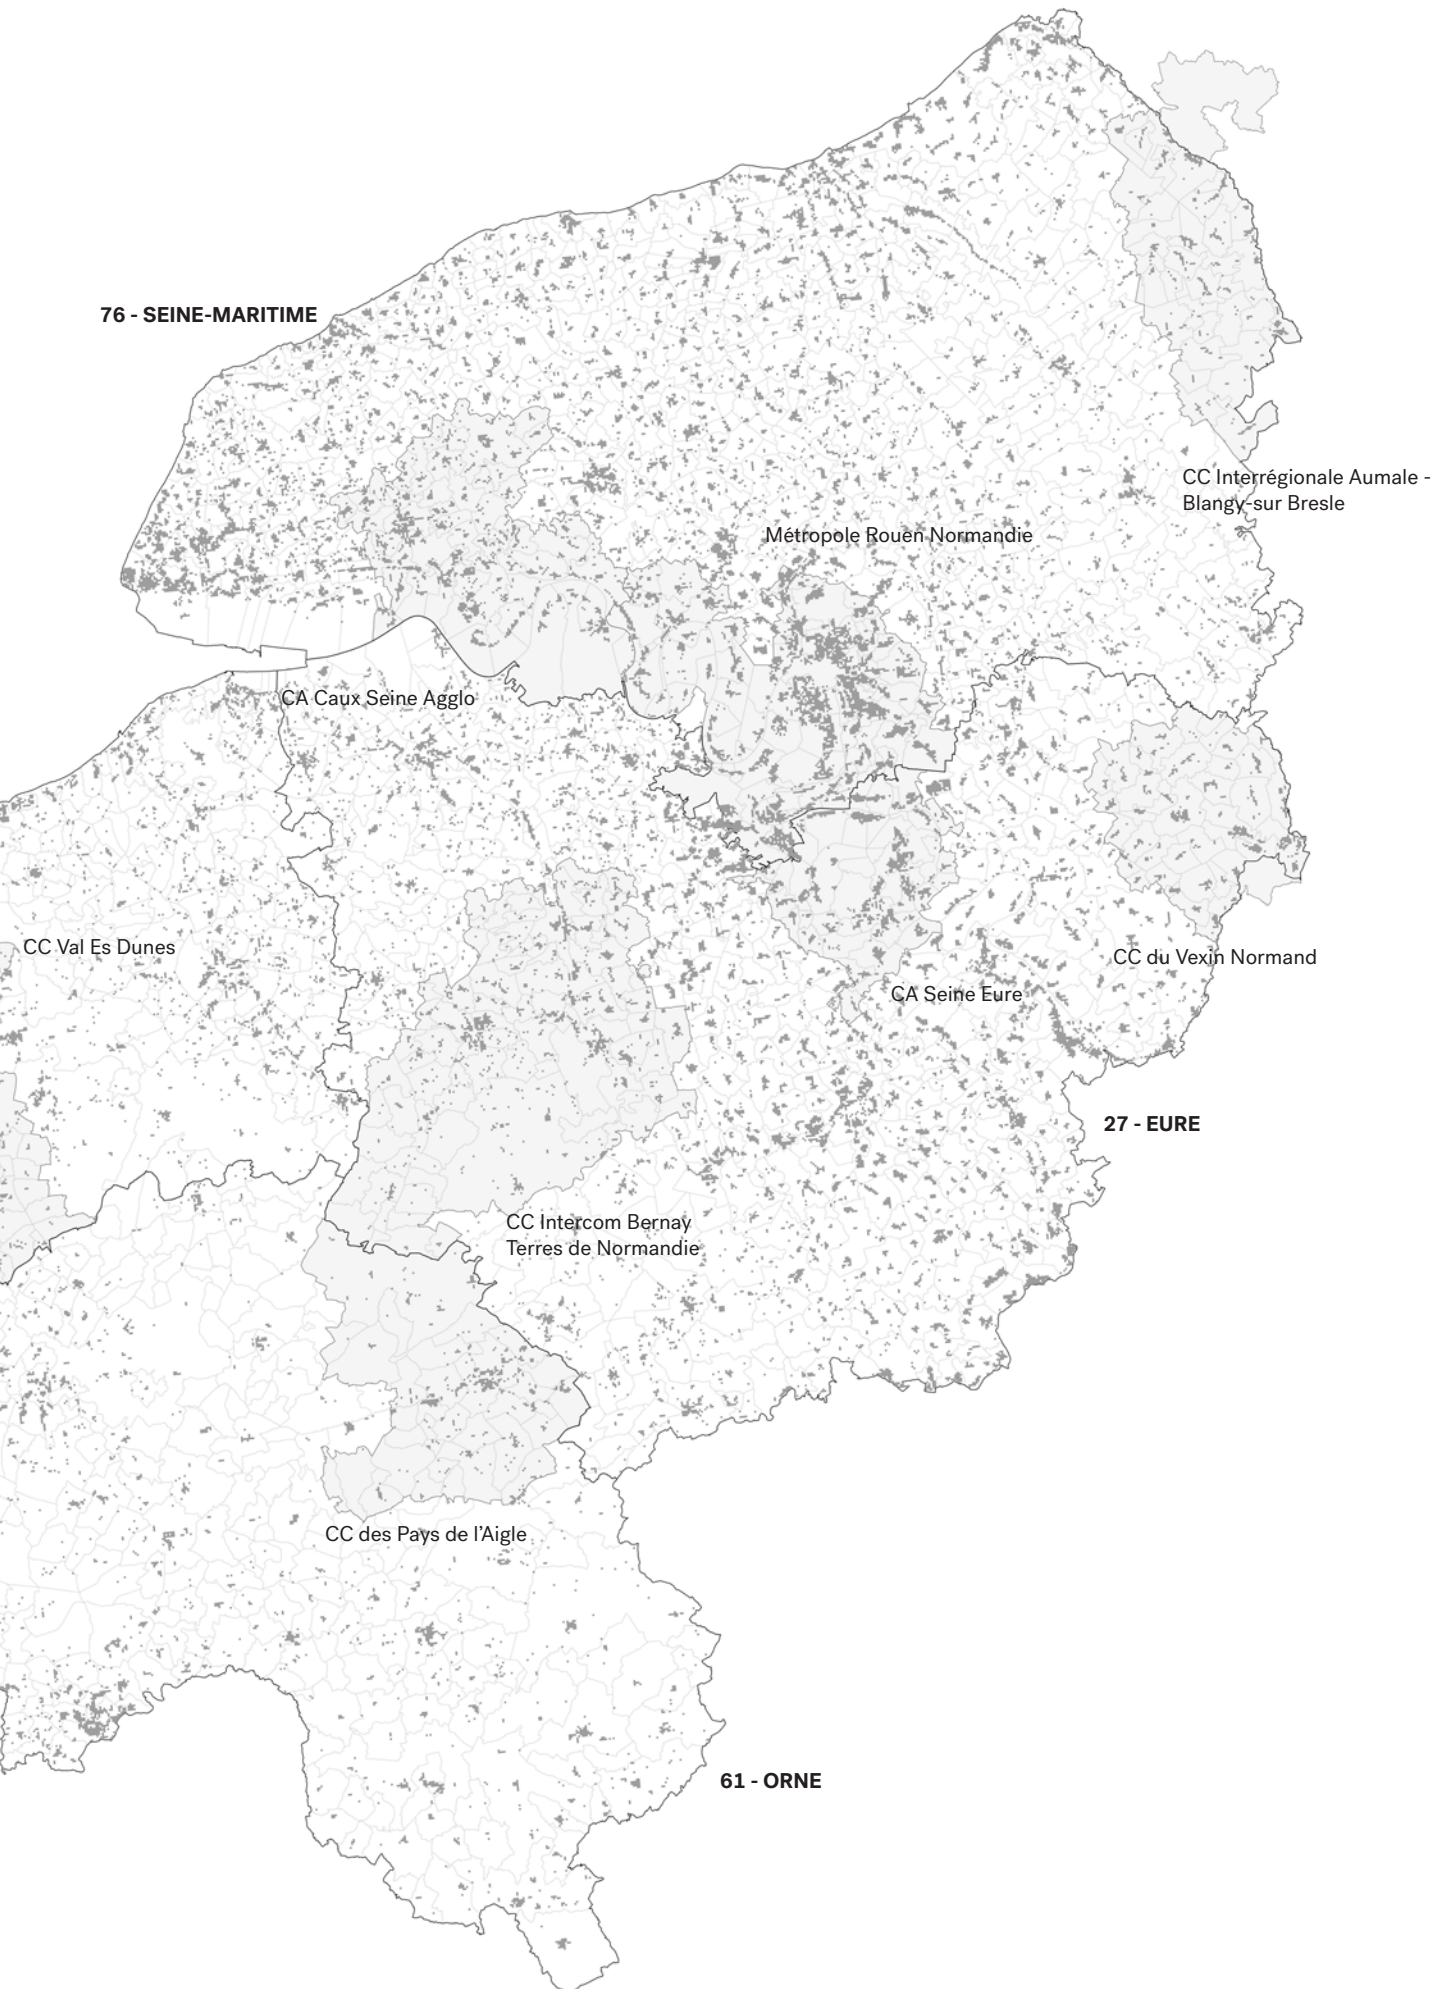 76 - SEINE-MARITIME
CC Interrégionale Aumale -
Blangy-sur Bresle
Métropole Rouen Normandie
CA Caux Seine Agglo
CC Val Es Dunes
CC du Vexin Normand
CA Seine Eure
27 - EURE
CC Intercom Bernay
Terres de Normandie
CC des Pays de l'Aigle
61 - ORNE